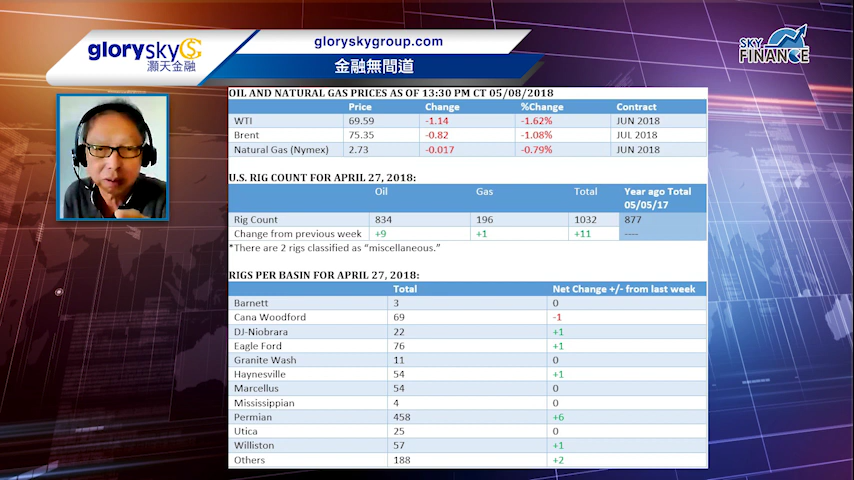 glorysky
灝天金融
gloryskygroup.com
金融無間道
SKY
FINANCE
OIL AND NATURAL GAS PRICES AS OF 13:30 PM CT 05/08/2018
Price Change %Change Contract
WTI 69.59 -1.14 -1.62% JUN 2018
Brent 75.35 -0.82 -1.08% JUL 2018
Natural Gas (Nymex) 2.73 -0.017 -0.79% JUN 2018
U.S. RIG COUNT FOR APRIL 27, 2018:
Oil Gas Total Year ago Total
05/05/17
Rig Count 834 196 1032 877
Change from previous week +9 +1 +11 ----
*There are 2 rigs classified as “miscellaneous.”
RIGS PER BASIN FOR APRIL 27, 2018:
Total Net Change +/- from last week
Barnett 3 0
Cana Woodford 69 -1
DJ-Niobrara 22 +1
Eagle Ford 76 +1
Granite Wash 11 0
Haynesville 54 +1
Marcellus 54 0
Mississippian 4 0
Permian 458 +6
Utica 25 0
Williston 57 +1
Others 188 +2